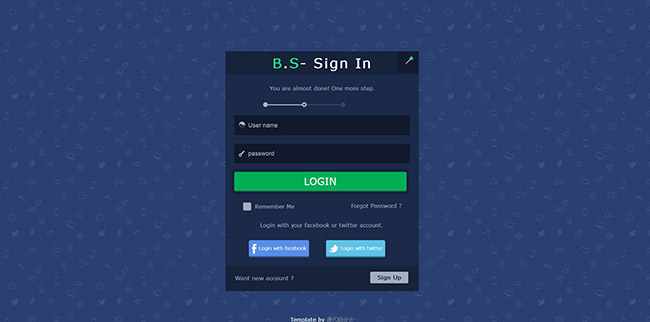 B.S- Sign In
You are almost done! One more step.
User name
password
LOGIN
Remember Me
Forgot Password ?
Login with your facebook or twitter account.
Login with facebook
Login with twitter
Want new account ?
Sign Up
Template by